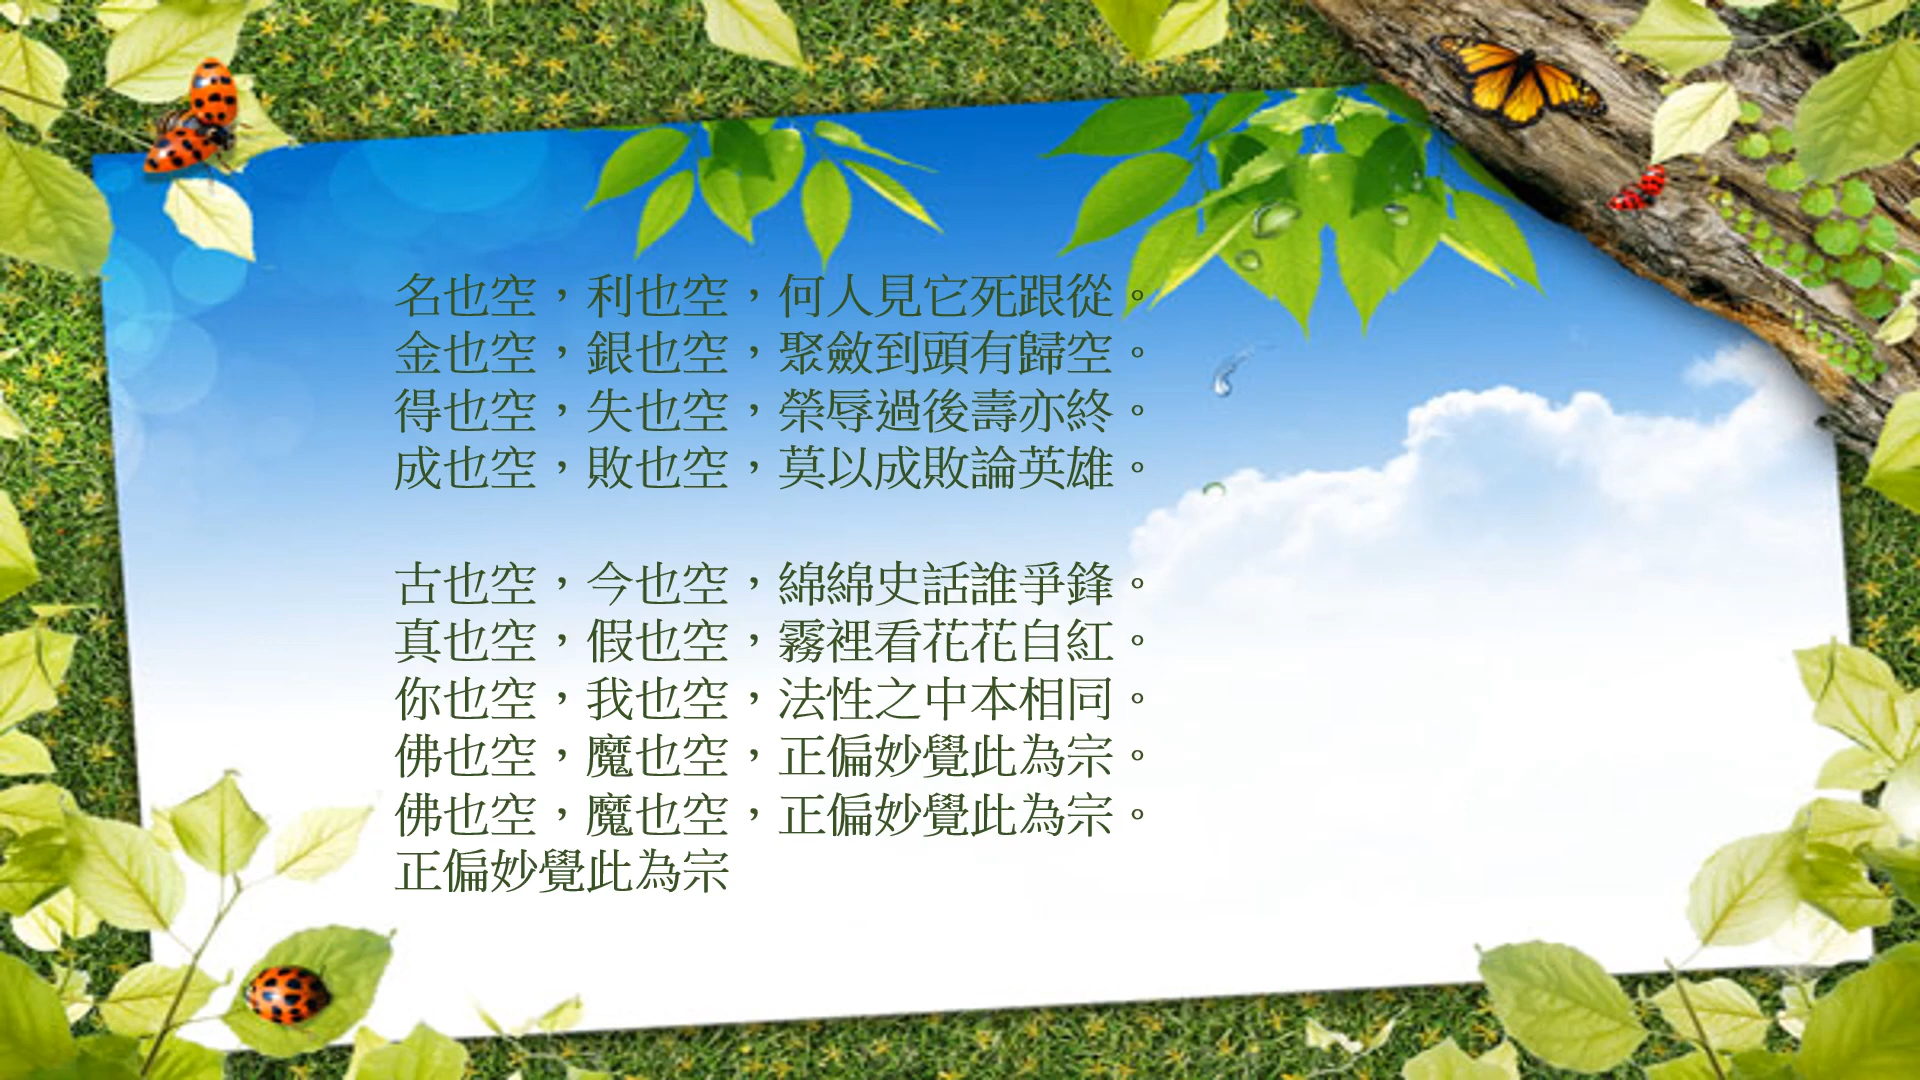 名也空，利也空，何人見它死跟從。
金也空，銀也空，聚斂到頭有歸空。
得也空，失也空，榮辱過後壽亦終。
成也空，敗也空，莫以成敗論英雄。
古也空，今也空，綿綿史話誰爭鋒。
真也空，假也空，霧裡看花花自紅。
你也空，我也空，法性之中本相同。
佛也空，魔也空，正偏妙覺此為宗。
佛也空，魔也空，正偏妙覺此為宗。
正偏妙覺此為宗